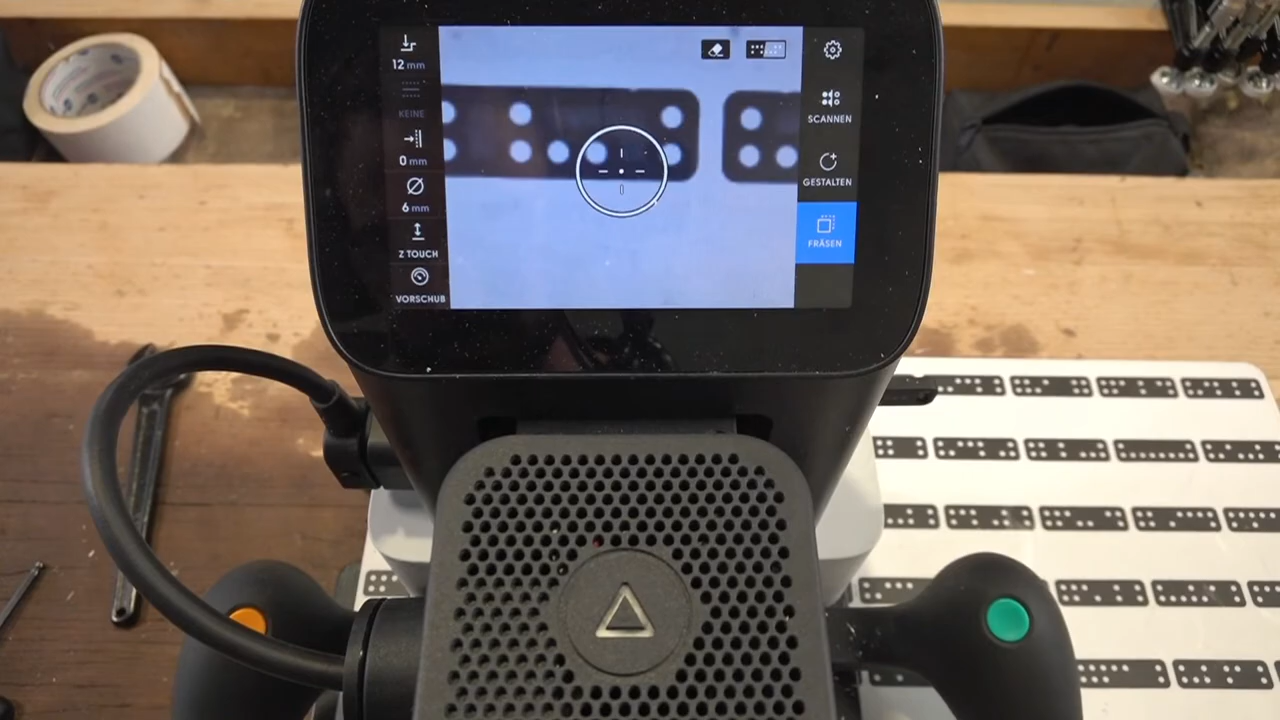 12 mm
KEINE
0 mm
6 mm
Z TOUCH
VORSCHUB
SCANNEN
GESTALTEN
FRÄSEN